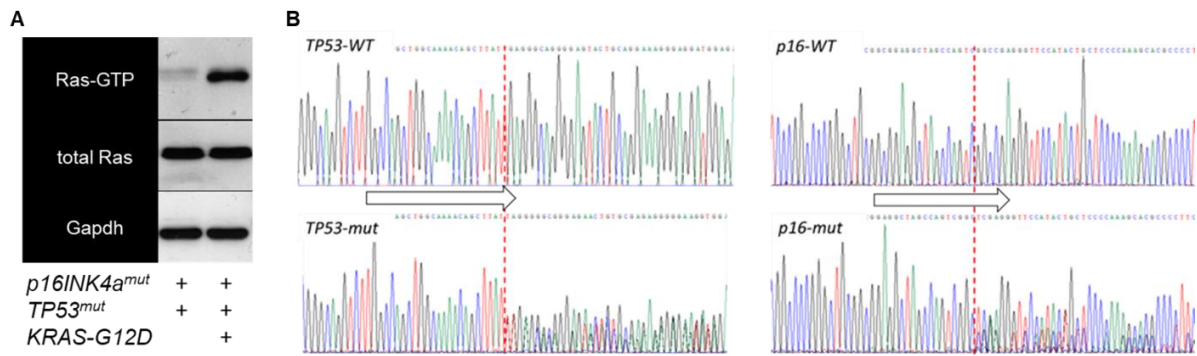 A
Ras-GTP
total Ras
Gapdh
p16INK4a^mut + +
TP53^mut + +
KRAS-G12D +
B
TP53-WT
TP53-mut
p16-WT
CGGCGGAGGCTAGCCAGTCGGCCGAGGGTTCCATACTGCTCCCCAAAGCACGCCCCT
p16-mut